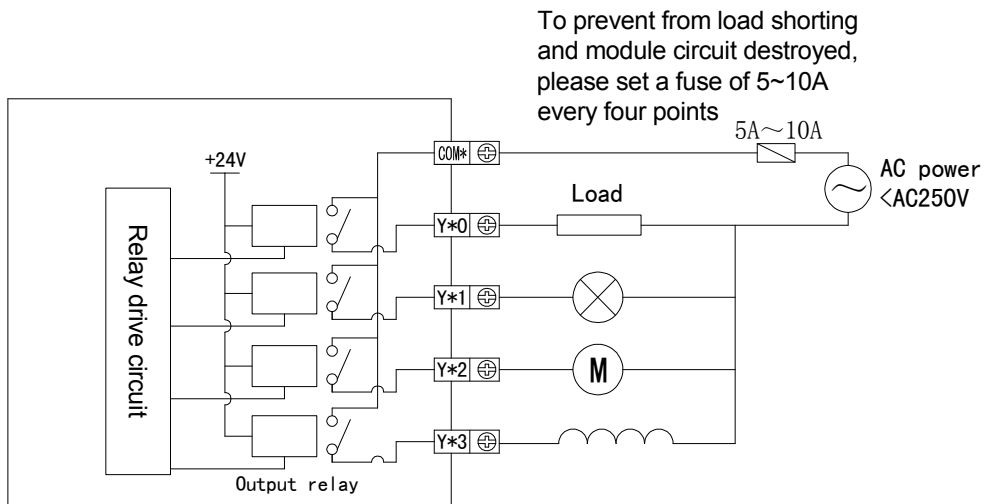 To prevent from load shorting
and module circuit destroyed,
please set a fuse of 5~10A
every four points
5A～10A
COM*
+24V
AC power
<AC250V
Load
Y*0
Relay drive circuit
Y*1
Y*2
M
Y*3
Output relay